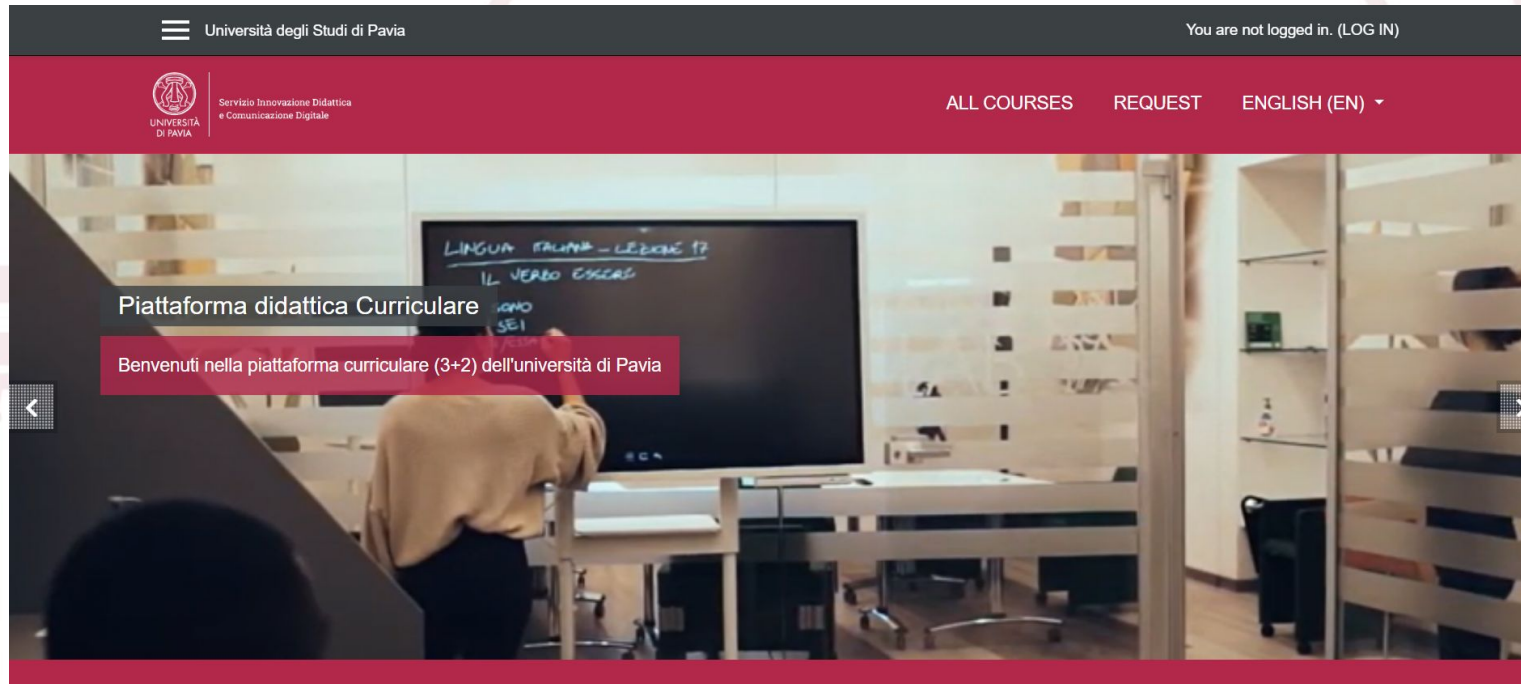 Università degli Studi di Pavia
You are not logged in. (LOG IN)
UNIVERSITÀ
DI PAVIA
Servizio Innovazione Didattica
e Comunicazione Digitale
ALL COURSES
REQUEST
ENGLISH (EN)
LINGUA ITALIANA - LEZIONE 17
IL VERBO ESSERE
SONO
SEI
Piattaforma didattica Curriculare
Benvenuti nella piattaforma curriculare (3+2) dell'università di Pavia